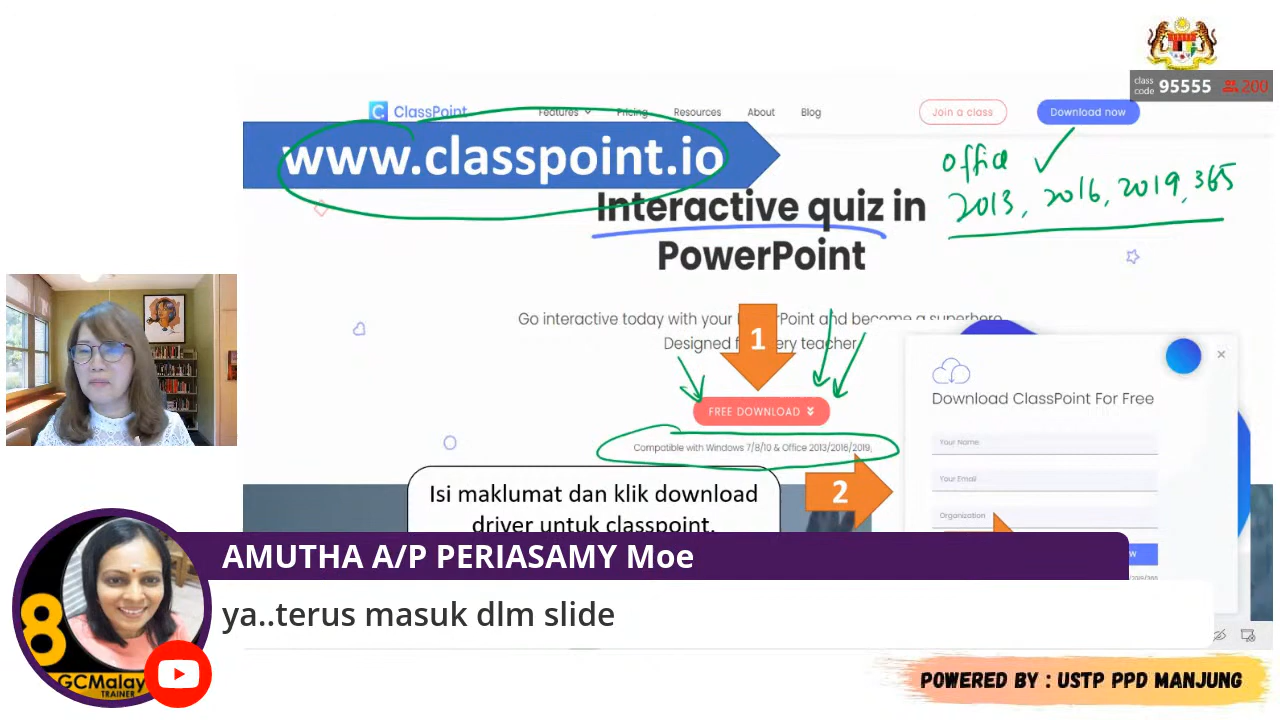 class code 95555 200
ClassPoint Features Pricing Resources About Blog Join a class Download now
www.classpoint.io
office
2013, 2016, 2019, 365
Interactive quiz in
PowerPoint
Go interactive today with your PowerPoint and become a superhero
Designed for every teacher
1
FREE DOWNLOAD
Compatible with Windows 7/8/10 & Office 2013/2016/2019,
Download ClassPoint For Free
Your Name
Your Email
Organization
2
Isi maklumat dan klik download
driver untuk classpoint.
AMUTHA A/P PERIASAMY Moe
ya..terus masuk dlm slide
8
GCMalay
TRAINER
POWERED BY : USTP PPD MANJUNG